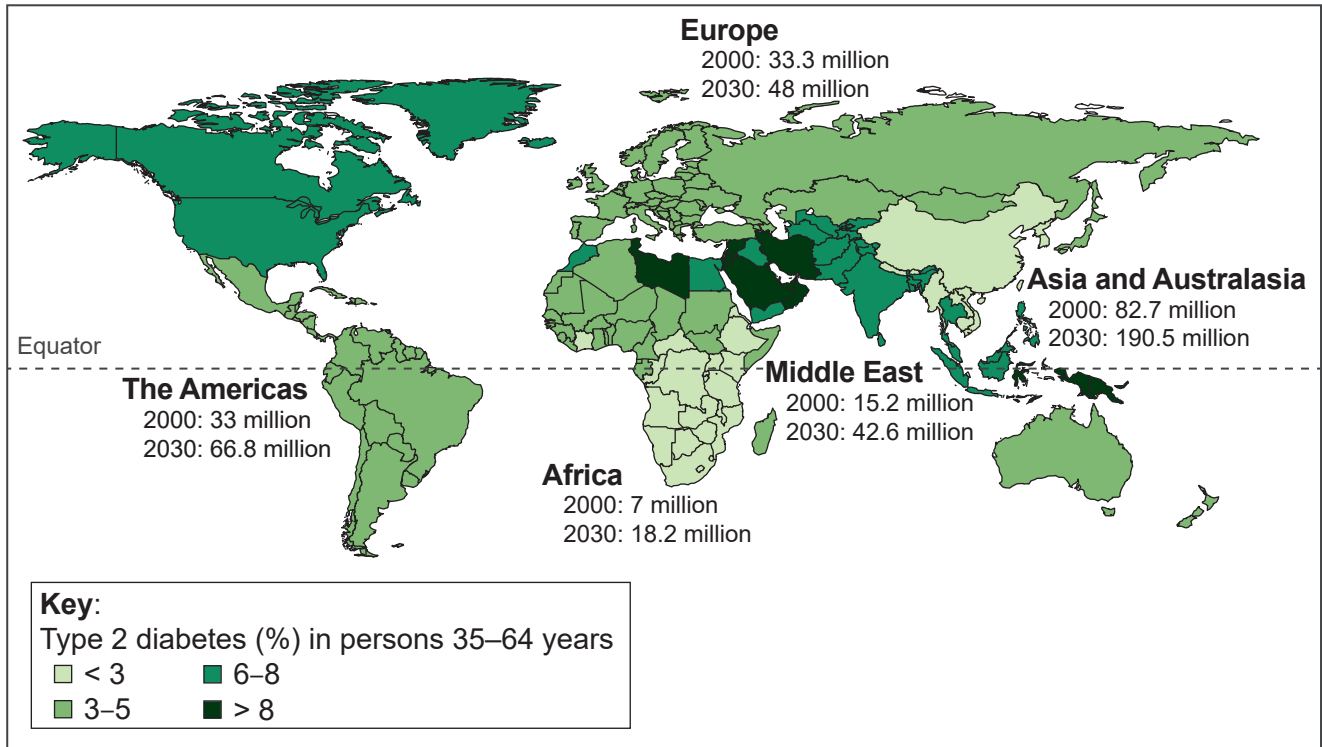 Europe
2000: 33.3 million
2030: 48 million
Asia and Australasia
2000: 82.7 million
2030: 190.5 million
Equator
The Americas
2000: 33 million
2030: 66.8 million
Middle East
2000: 15.2 million
2030: 42.6 million
Africa
2000: 7 million
2030: 18.2 million
Key:
Type 2 diabetes (%) in persons 35–64 years
< 3
6–8
3–5
> 8